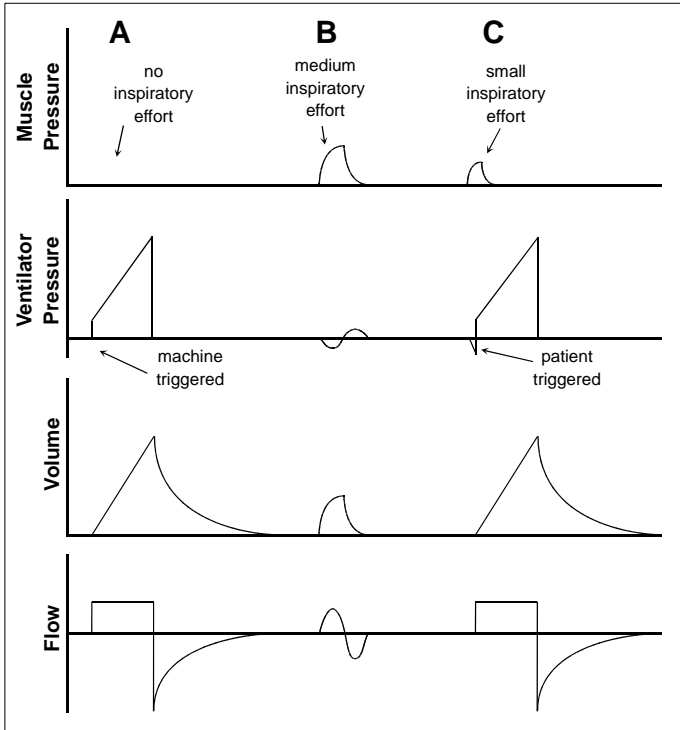 A
B
C
no
inspiratory
effort
medium
inspiratory
effort
small
inspiratory
effort
Muscle
Pressure
Ventilator
Pressure
machine
triggered
patient
triggered
Volume
Flow